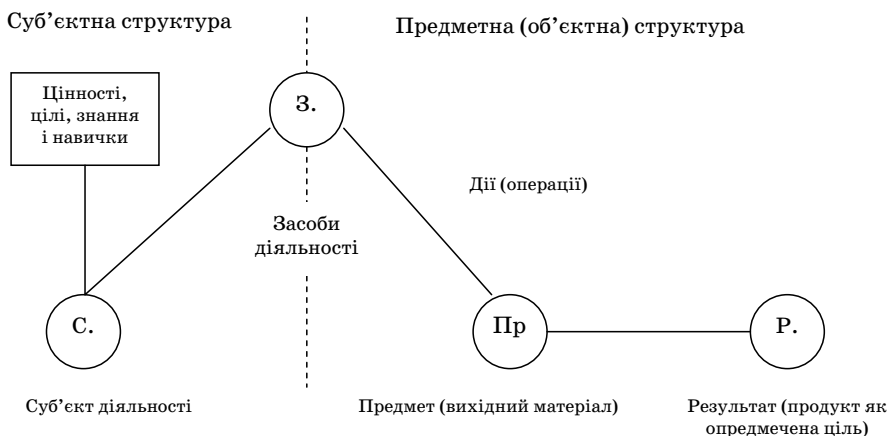 Суб’єктна структура
Предметна (об’єктна) структура
Цінності,
цілі, знання
і навички
З.
Дії (операції)
Засоби
діяльності
С.
Пр
Р.
Суб’єкт діяльності
Предмет (вихідний матеріал)
Результат (продукт як
опредмечена ціль)